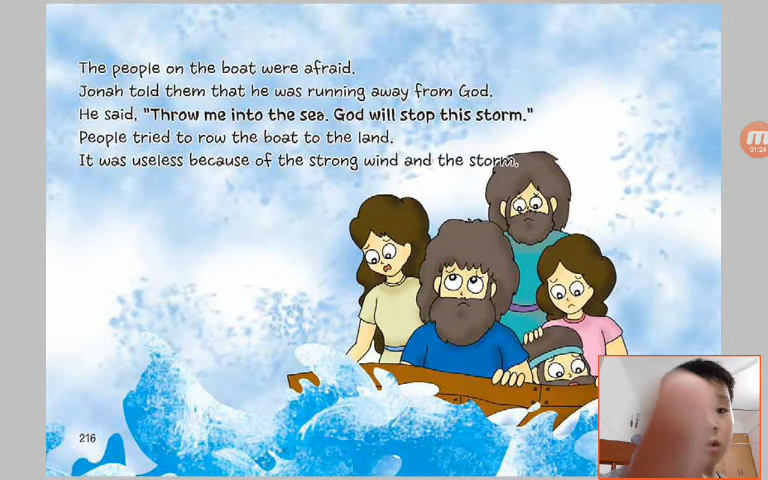 The people on the boat were afraid.
Jonah told them that he was running away from God.
He said, "Throw me into the sea. God will stop this storm."
People tried to row the boat to the land.
It was useless because of the strong wind and the storm.
216
01:24